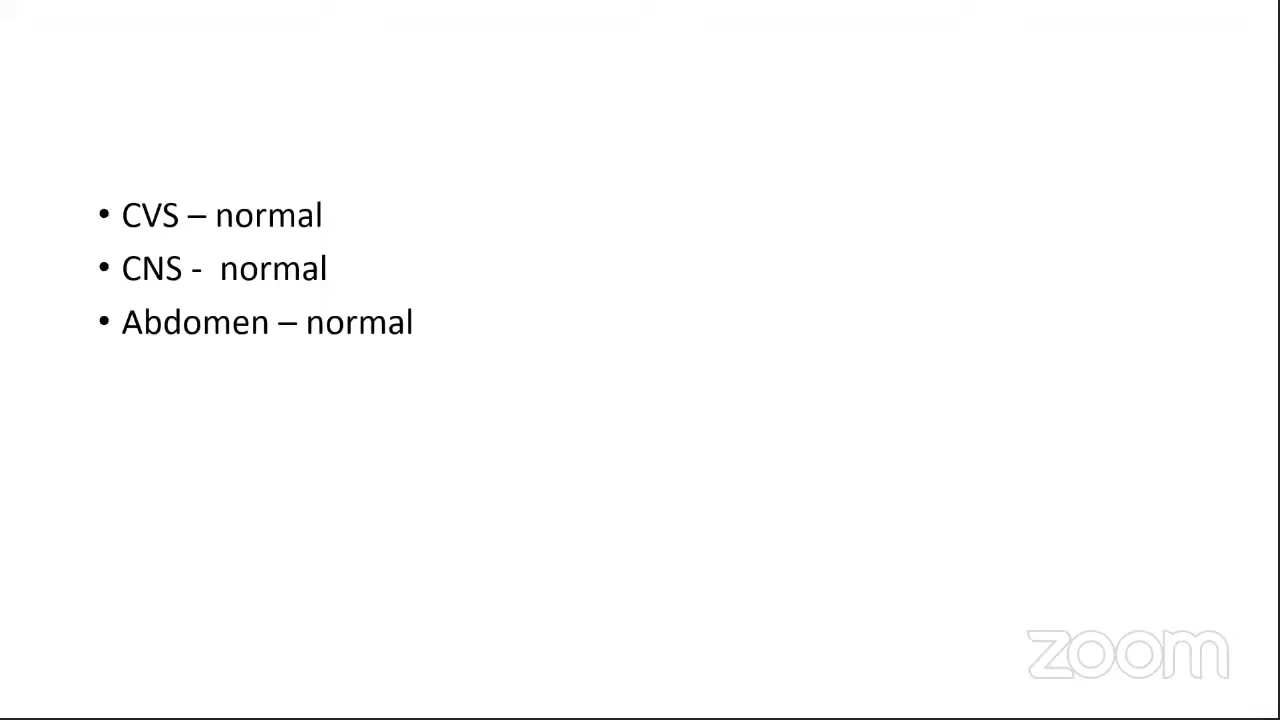 • CVS – normal
• CNS -  normal
• Abdomen – normal
zoom